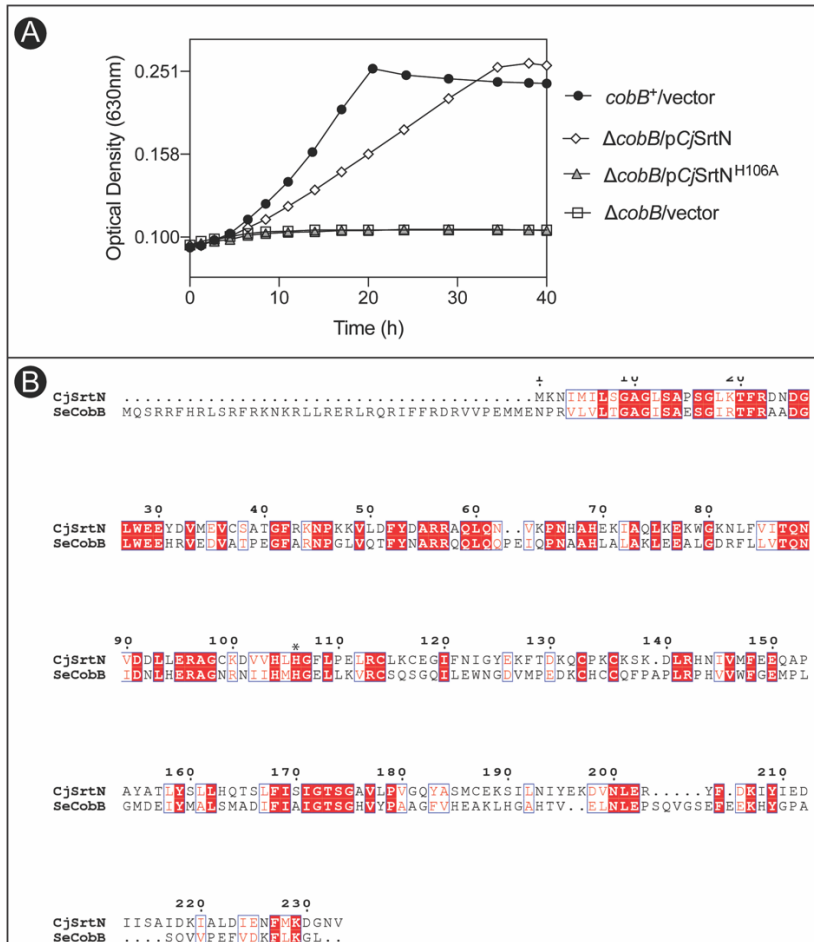 A
Optical Density (630nm)
0.251
0.158
0.100
0 10 20 30 40
Time (h)
cobB⁺/vector
ΔcobB/pCjSrtN
ΔcobB/pCjSrtN^H106A
ΔcobB/vector
B
1 10 20
CjSrtN .......................................MKNIMILSGAGLSAPSGLKTFRDNDG
SeCobB MQSRRFHRLSRFRKNKRLLRERLRQRIFFRDRVVPEMMENPRVLVLTGAGISAESGIRTFRAADG
30 40 50 60 70 80
CjSrtN LWEEYDVMEVCSATGFRKNPKKVLDFYDARRAQLQN..VKPNHAHEKIAQLKEKWGKNLFVITQN
SeCobB LWEEHRVEDVATPEGFARNPGLVQTFYNARRQQLQQPEIQPNAAHLALAKLEEALGDRFLLVTQN
90 100 * 110 120 130 140 150
CjSrtN VDDLLERAGCKDVVHLHGFLPELRCLKCEGIFNIGYEKFTDKQCPKCKSK.DLRHNIVMFEEQAP
SeCobB IDNLHERAGNRNIIHMHGELLKVRCSQSGQILEWNGDVMPEDKCHCCQFPAPLRPHVVWFGEMPL
160 170 180 190 200 210
CjSrtN AYATLYSLLHQTSLFISIGTSGAVLPVGQYASMCEKSILNIYEKDVNLER.....YF.DKIYIED
SeCobB GMDEIYMALSMADIFIAIGTSGHVYPAAGFVHEAKLHGAHTV..ELNLEPSQVGSEFEEKHYGPA
220 230
CjSrtN IISAIDKIALDIENFMKDGNV
SeCobB ....SQVVPEFVDKFLKGL..